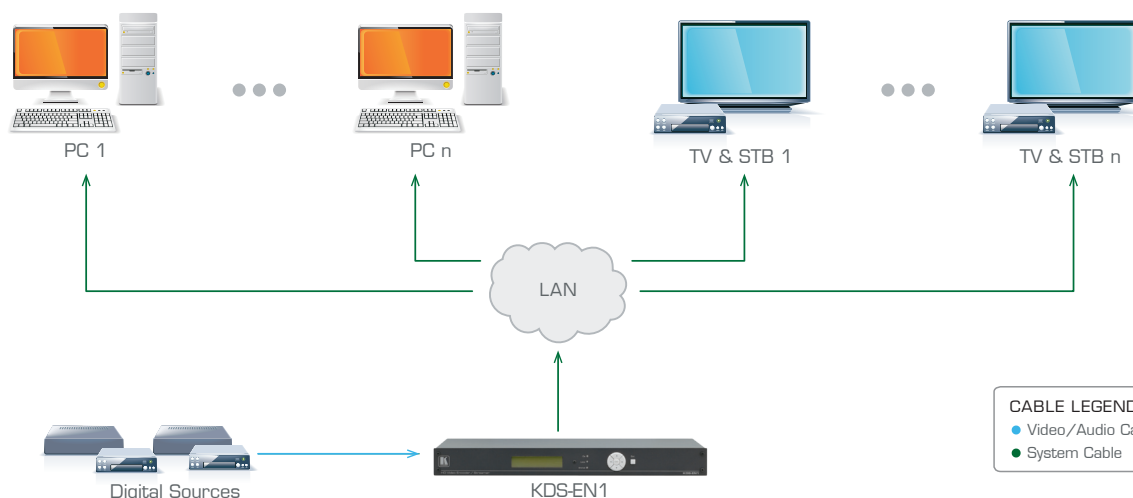 PC 1
PC n
TV & STB 1
TV & STB n
LAN
CABLE LEGEND
Video/Audio Ca
System Cable
Digital Sources
KDS-EN1